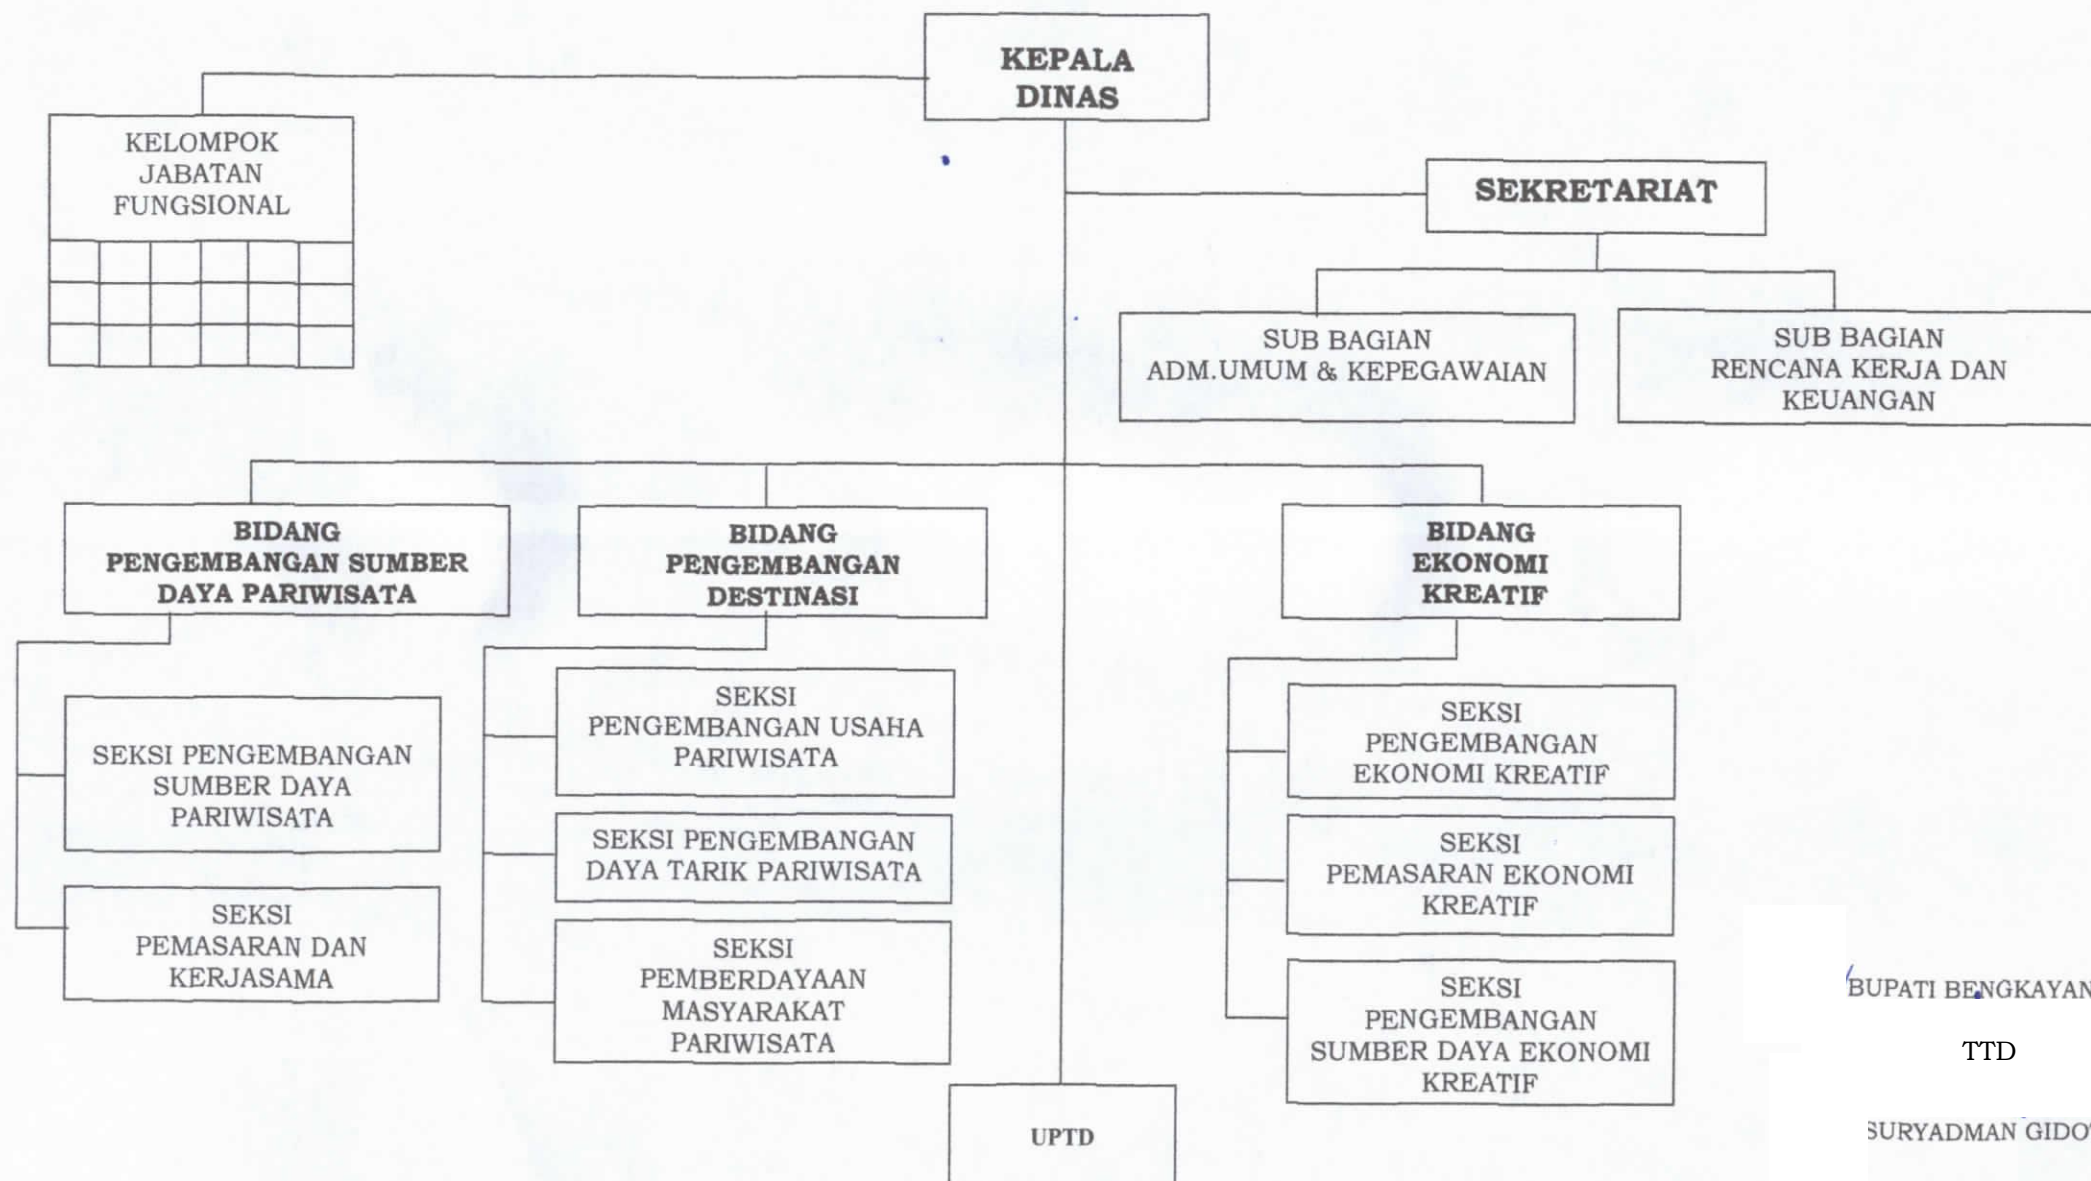 KEPALA
DINAS
KELOMPOK
JABATAN
FUNGSIONAL
SEKRETARIAT
SUB BAGIAN
ADM.UMUM & KEPEGAWAIAN
SUB BAGIAN
RENCANA KERJA DAN
KEUANGAN
BIDANG
PENGEMBANGAN SUMBER
DAYA PARIWISATA
BIDANG
PENGEMBANGAN
DESTINASI
BIDANG
EKONOMI
KREATIF
SEKSI PENGEMBANGAN
SUMBER DAYA
PARIWISATA
SEKSI
PEMASARAN DAN
KERJASAMA
SEKSI
PENGEMBANGAN USAHA
PARIWISATA
SEKSI PENGEMBANGAN
DAYA TARIK PARIWISATA
SEKSI
PEMBERDAYAAN
MASYARAKAT
PARIWISATA
SEKSI
PENGEMBANGAN
EKONOMI KREATIF
SEKSI
PEMASARAN EKONOMI
KREATIF
SEKSI
PENGEMBANGAN
SUMBER DAYA EKONOMI
KREATIF
UPTD
BUPATI BENGKAYAN
TTD
SURYADMAN GIDO